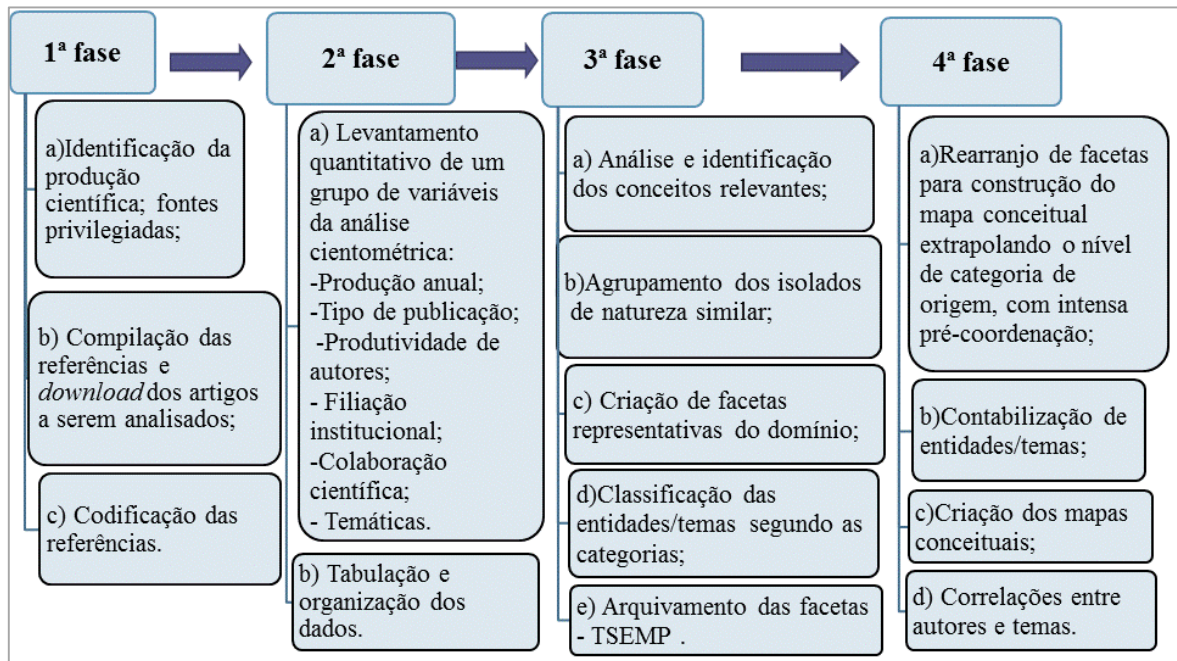 1ª fase
a)Identificação da
produção
científica; fontes
privilegiadas;
b) Compilação das
referências e
download dos artigos
a serem analisados;
c) Codificação das
referências.
2ª fase
a) Levantamento
quantitativo de um
grupo de variáveis
da análise
cientométrica:
-Produção anual;
-Tipo de publicação;
-Produtividade de
autores;
- Filiação
institucional;
-Colaboração
científica;
- Temáticas.
b) Tabulação e
organização dos
dados.
3ª fase
a) Análise e identificação
dos conceitos relevantes;
b)Agrupamento dos isolados
de natureza similar;
c) Criação de facetas
representativas do domínio;
d)Classificação das
entidades/temas segundo as
categorias;
e) Arquivamento das facetas
- TSEMP .
4ª fase
a)Rearranjo de facetas
para construção do
mapa conceitual
extrapolando o nível
de categoria de
origem, com intensa
pré-coordenação;
b)Contabilização de
entidades/temas;
c)Criação dos mapas
conceituais;
d) Correlações entre
autores e temas.